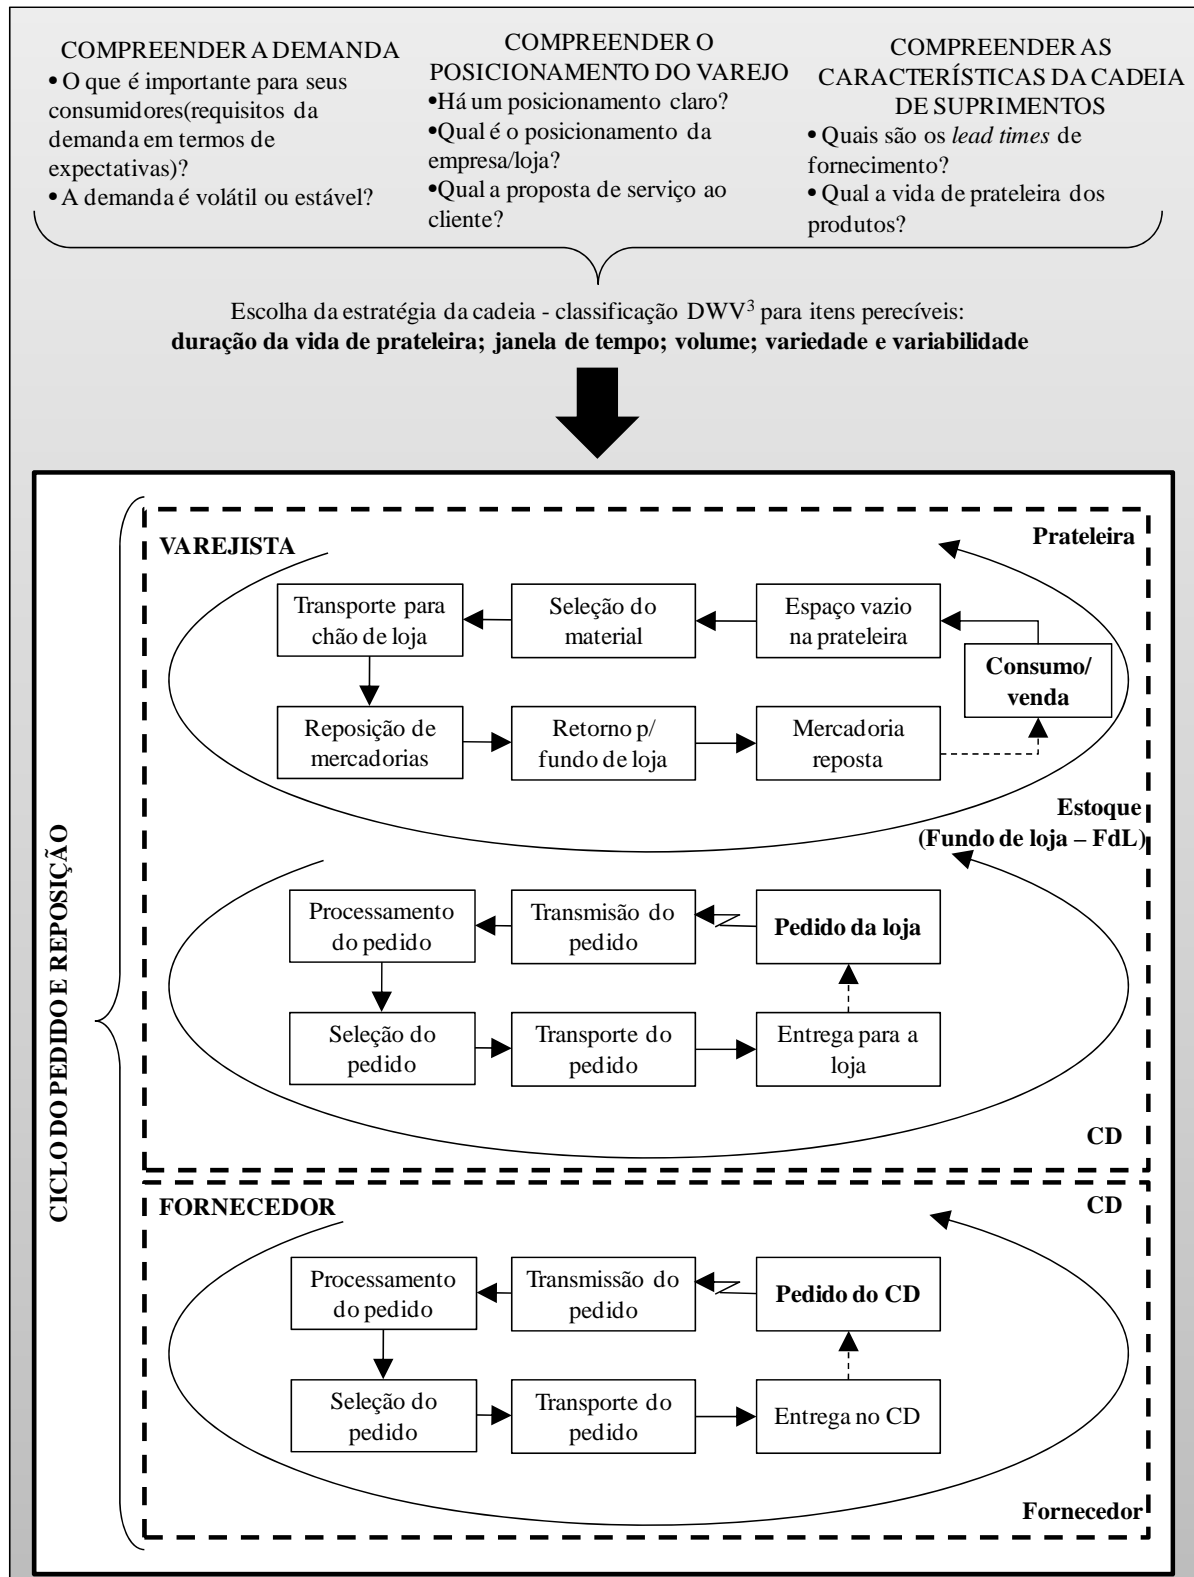 COMPREENDER A DEMANDA
• O que é importante para seus
consumidores(requisitos da
demanda em termos de
expectativas)?
• A demanda é volátil ou estável?
COMPREENDER O
POSICIONAMENTO DO VAREJO
•Há um posicionamento claro?
•Qual é o posicionamento da
empresa/loja?
•Qual a proposta de serviço ao
cliente?
COMPREENDER AS
CARACTERÍSTICAS DA CADEIA
DE SUPRIMENTOS
• Quais são os lead times de
fornecimento?
• Qual a vida de prateleira dos
produtos?
Escolha da estratégia da cadeia - classificação DWV³ para itens perecíveis:
duração da vida de prateleira; janela de tempo; volume; variedade e variabilidade
CICLO DO PEDIDO E REPOSIÇÃO
VAREJISTA
Prateleira
Transporte para
chão de loja
Seleção do
material
Espaço vazio
na prateleira
Consumo/
venda
Reposição de
mercadorias
Retorno p/
fundo de loja
Mercadoria
reposta
Estoque
(Fundo de loja – FdL)
Processamento
do pedido
Transmisão do
pedido
Pedido da loja
Seleção do
pedido
Transporte do
pedido
Entrega para a
loja
CD
FORNECEDOR
CD
Processamento
do pedido
Transmissão do
pedido
Pedido do CD
Seleção do
pedido
Transporte do
pedido
Entrega no CD
Fornecedor